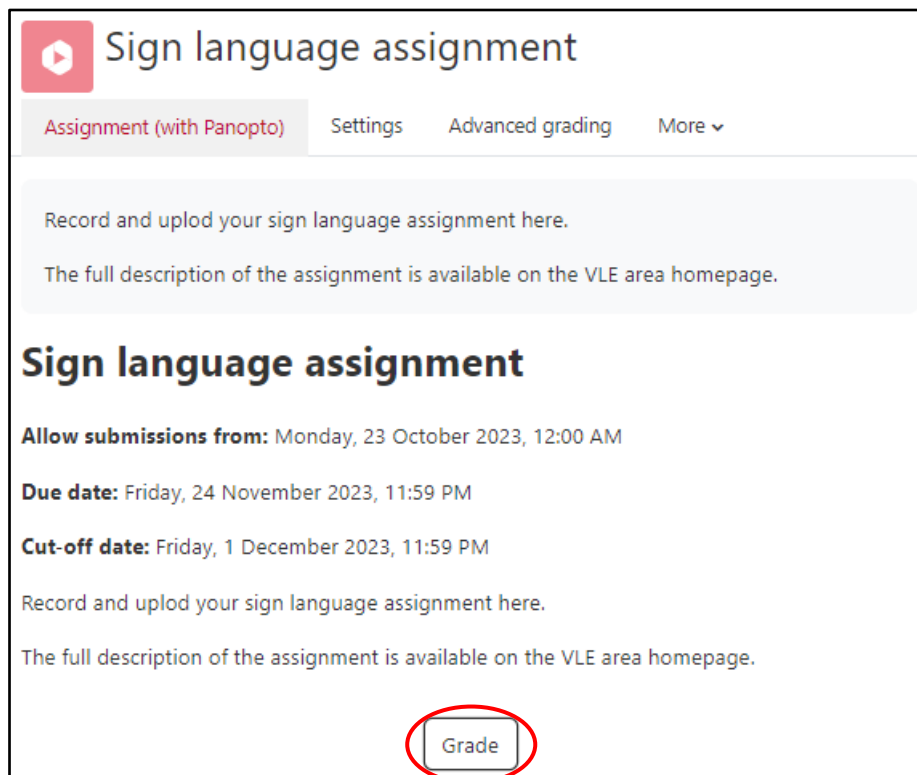 Sign language assignment
Assignment (with Panopto) Settings Advanced grading More
Record and uplod your sign language assignment here.
The full description of the assignment is available on the VLE area homepage.
Sign language assignment
Allow submissions from: Monday, 23 October 2023, 12:00 AM
Due date: Friday, 24 November 2023, 11:59 PM
Cut-off date: Friday, 1 December 2023, 11:59 PM
Record and uplod your sign language assignment here.
The full description of the assignment is available on the VLE area homepage.
Grade